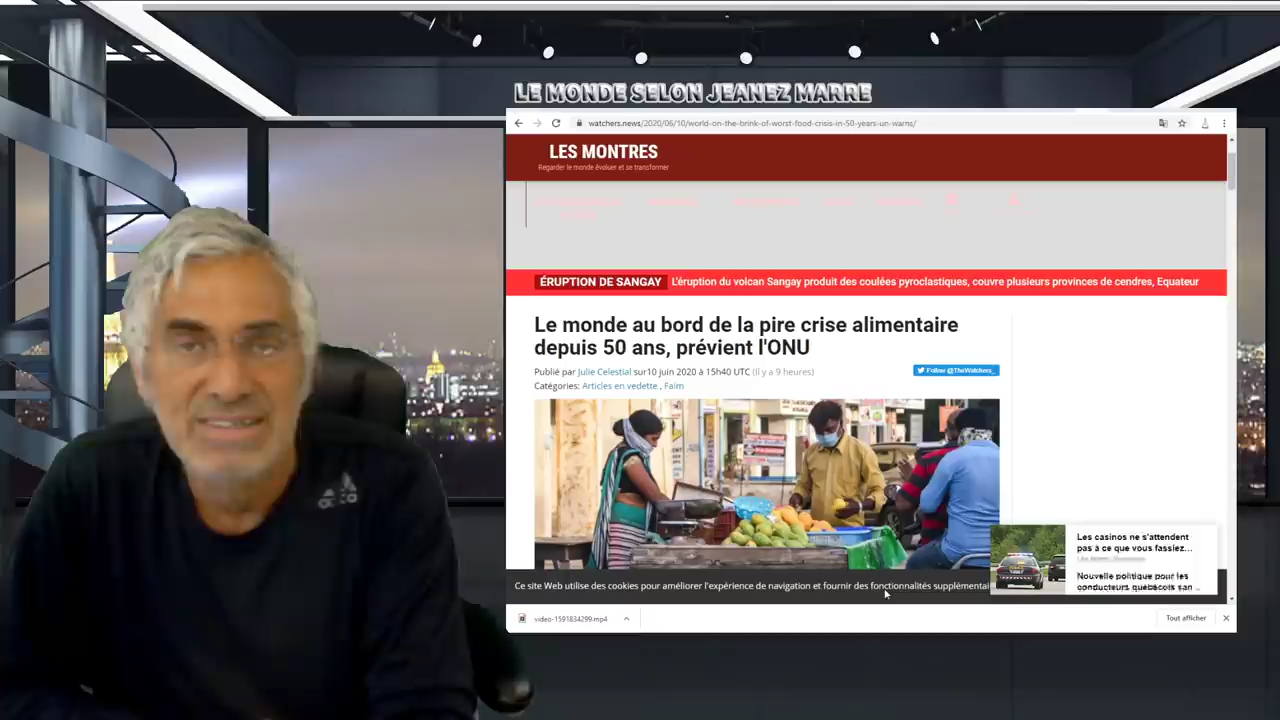 LE MONDE SELON JEANEZ MARRE
watchers.news/2020/06/10/world-on-the-brink-of-worst-food-crisis-in-50-years-un-warns/
LES MONTRES
Regarder le monde évoluer et se transformer
ÉRUPTION DE SANGAY L'éruption du volcan Sangay produit des coulées pyroclastiques, couvre plusieurs provinces de cendres, Equateur
Le monde au bord de la pire crise alimentaire
depuis 50 ans, prévient l'ONU
Publié par Julie Celestial sur10 juin 2020 à 15h40 UTC (Il y a 9 heures)
Follow @TheWatchers_
Catégories: Articles en vedette , Faim
adidas
Les casinos ne s'attendent
pas à ce que vous fassiez...
Nouvelle politique pour les
conducteurs québécois san
Ce site Web utilise des cookies pour améliorer l'expérience de navigation et fournir des fonctionnalités supplémentai
video-1591834299.mp4
Tout afficher